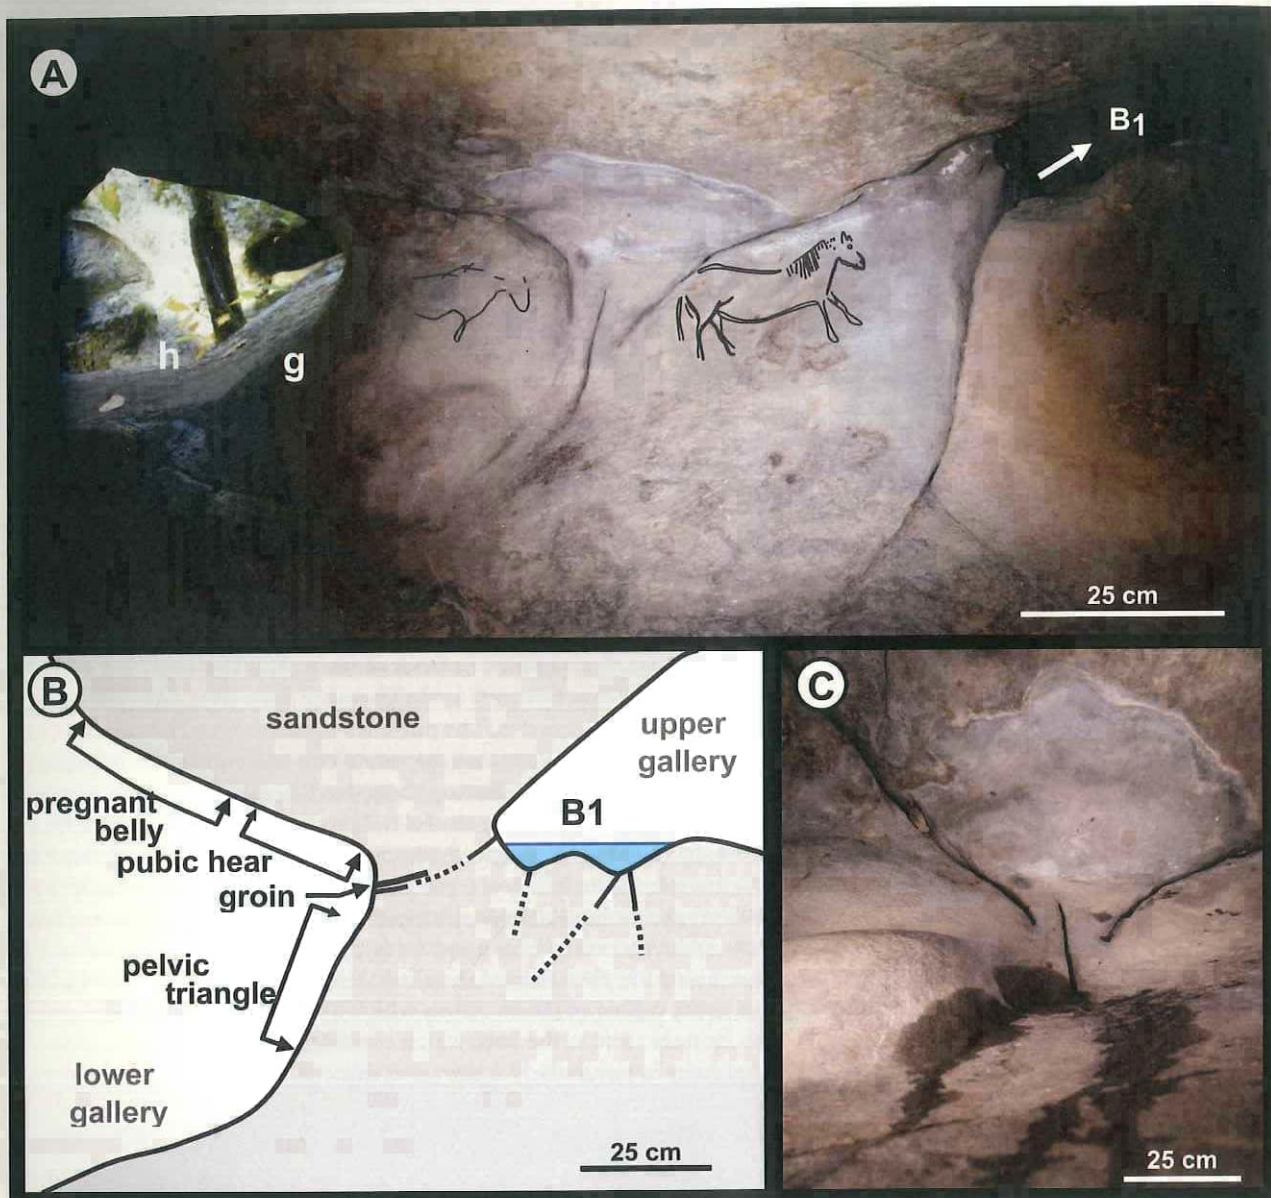 A
B1
h
g
25 cm
B
sandstone
upper
gallery
B1
pregnant
belly
pubic hear
groin
pelvic
triangle
lower
gallery
25 cm
C
25 cm